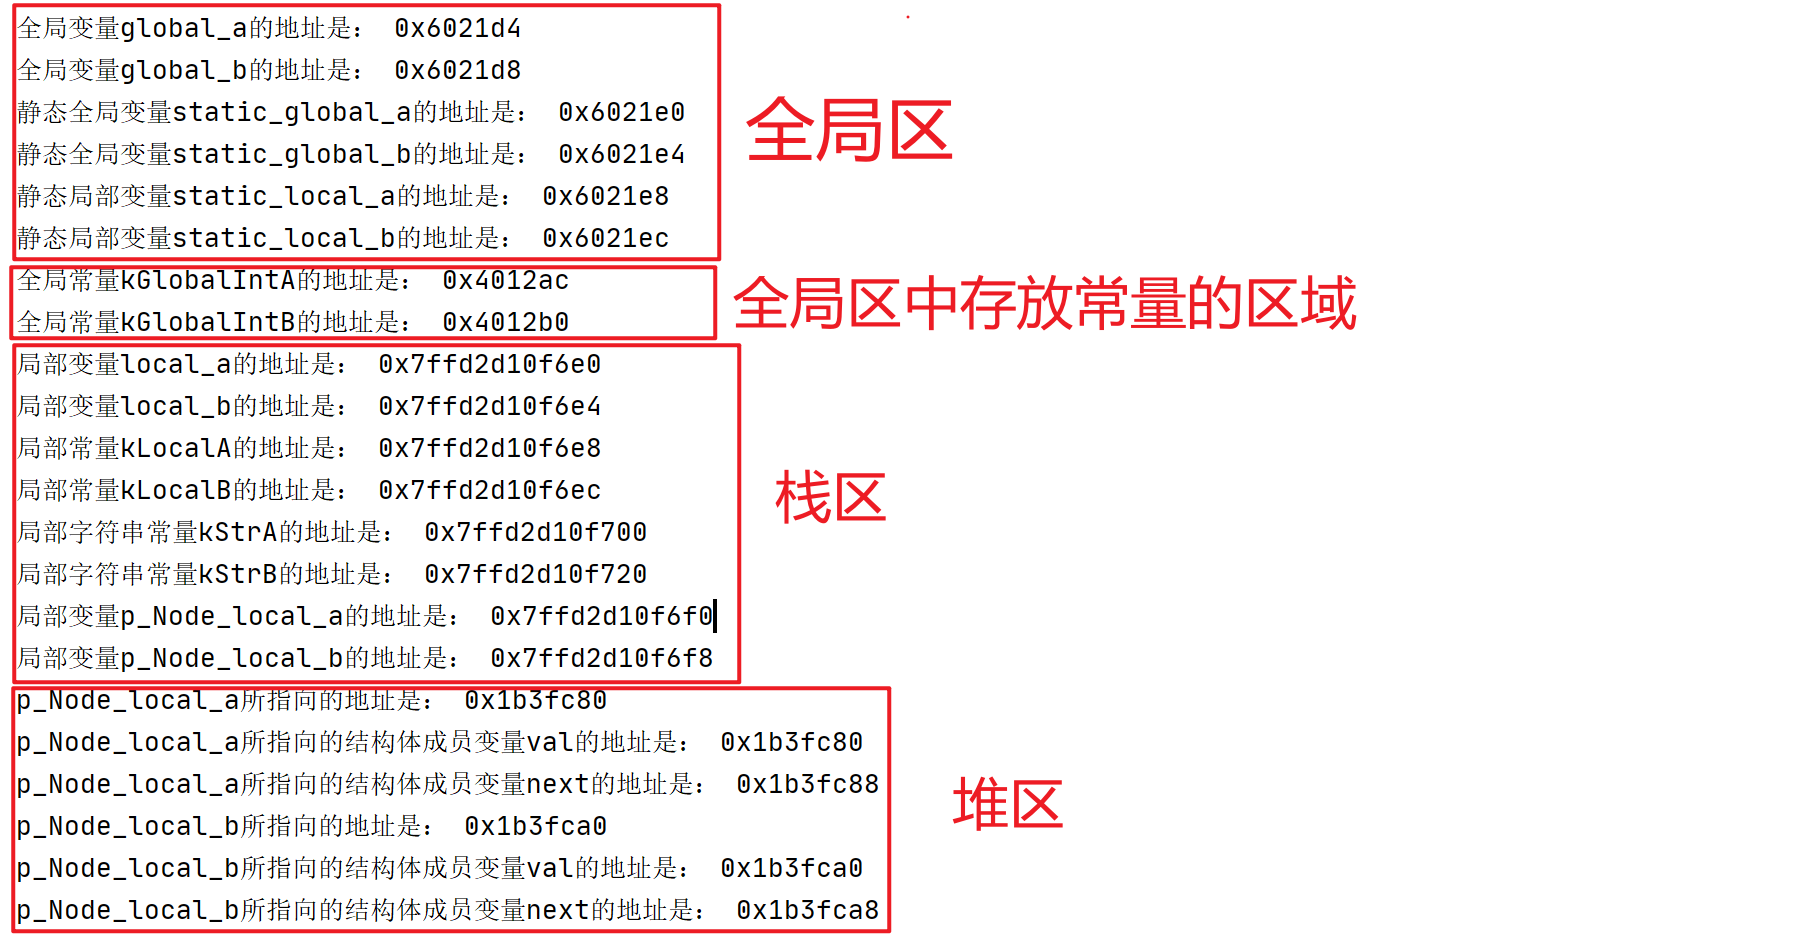 全局变量global_a的地址是: 0x6021d4
全局变量global_b的地址是: 0x6021d8
静态全局变量static_global_a的地址是: 0x6021e0
静态全局变量static_global_b的地址是: 0x6021e4
静态局部变量static_local_a的地址是: 0x6021e8
静态局部变量static_local_b的地址是: 0x6021ec
全局区
全局常量kGlobalIntA的地址是: 0x4012ac
全局常量kGlobalIntB的地址是: 0x4012b0
全局区中存放常量的区域
局部变量local_a的地址是: 0x7ffd2d10f6e0
局部变量local_b的地址是: 0x7ffd2d10f6e4
局部常量kLocalA的地址是: 0x7ffd2d10f6e8
局部常量kLocalB的地址是: 0x7ffd2d10f6ec
局部字符串常量kStrA的地址是: 0x7ffd2d10f700
局部字符串常量kStrB的地址是: 0x7ffd2d10f720
局部变量p_Node_local_a的地址是: 0x7ffd2d10f6f0
局部变量p_Node_local_b的地址是: 0x7ffd2d10f6f8
栈区
p_Node_local_a所指向的地址是: 0x1b3fc80
p_Node_local_a所指向的结构体成员变量val的地址是: 0x1b3fc80
p_Node_local_a所指向的结构体成员变量next的地址是: 0x1b3fc88
p_Node_local_b所指向的地址是: 0x1b3fca0
p_Node_local_b所指向的结构体成员变量val的地址是: 0x1b3fca0
p_Node_local_b所指向的结构体成员变量next的地址是: 0x1b3fca8
堆区